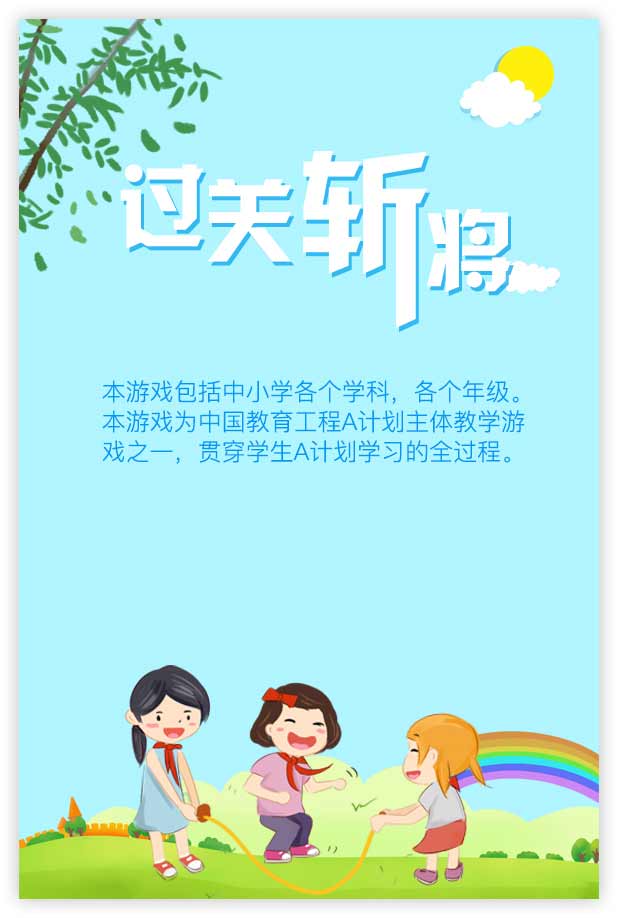 过关斩将
本游戏包括中小学各个学科，各个年级。
本游戏为中国教育工程A计划主体教学游
戏之一，贯穿学生A计划学习的全过程。